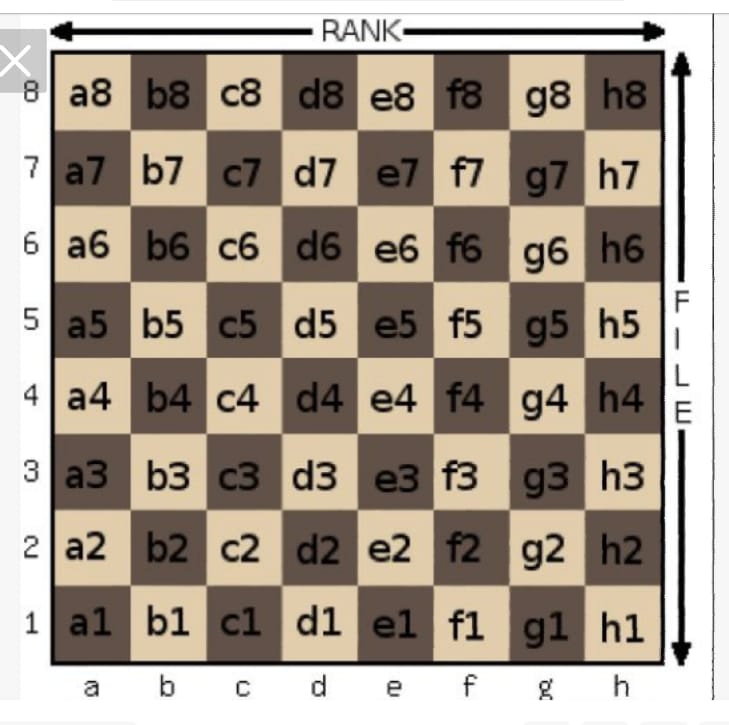 RANK
8 a8 b8 c8 d8 e8 f8 g8 h8
7 a7 b7 c7 d7 e7 f7 g7 h7
6 a6 b6 c6 d6 e6 f6 g6 h6
5 a5 b5 c5 d5 e5 f5 g5 h5
4 a4 b4 c4 d4 e4 f4 g4 h4
3 a3 b3 c3 d3 e3 f3 g3 h3
2 a2 b2 c2 d2 e2 f2 g2 h2
1 a1 b1 c1 d1 e1 f1 g1 h1
a b c d e f g h
FILE